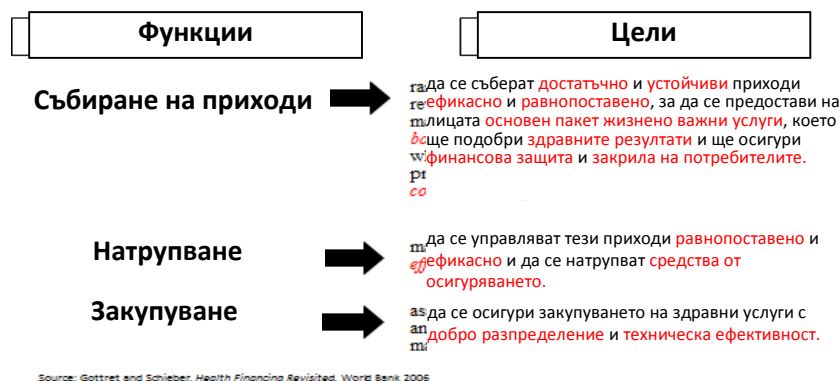 Функции
Цели
Събиране на приходи
да се съберат достатъчно и устойчиви приходи
ефикасно и равнопоставено, за да се предостави на
лицата основен пакет жизнено важни услуги, което
ще подобри здравните резултати и ще осигури
финансова защита и закрила на потребителите.
Натрупване
да се управляват тези приходи равнопоставено и
ефикасно и да се натрупват средства от
осигуряването.
Закупуване
да се осигури закупуването на здравни услуги с
добро разпределение и техническа ефективност.
Source: Gottret and Schieber, Health Financing Revisited, World Bank 2006